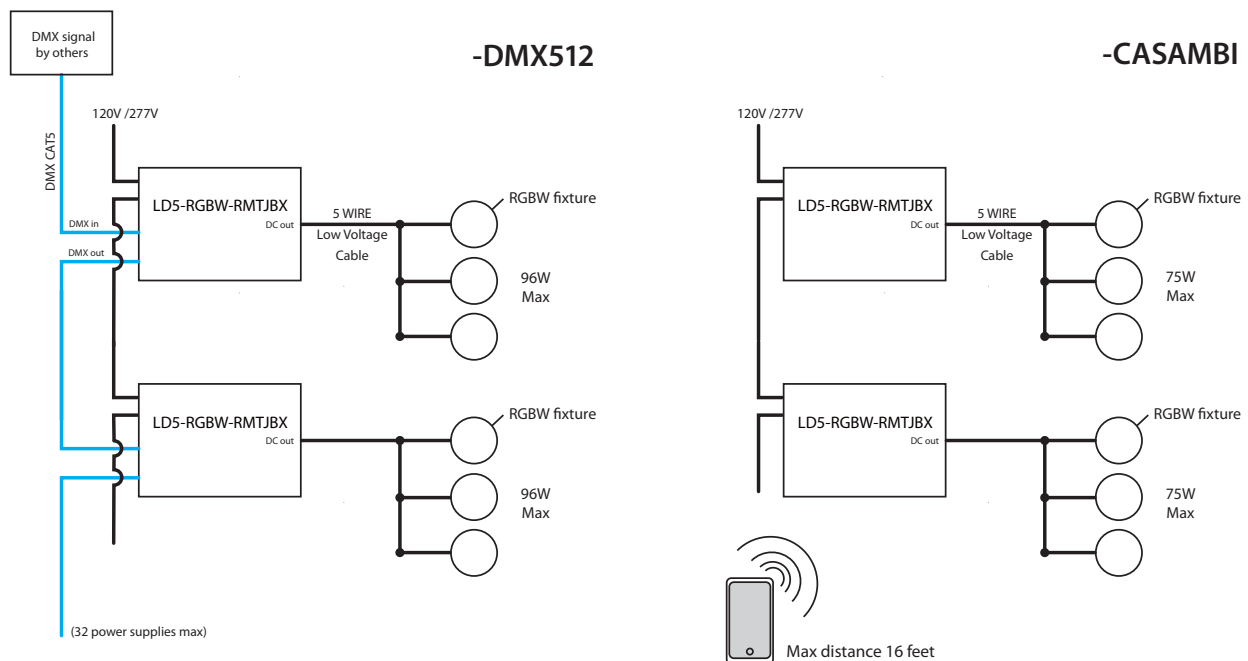 DMX signal
by others
-DMX512
120V /277V
DMX CAT5
LD5-RGBW-RMTJBX
DC out
DMX in
DMX out
5 WIRE
Low Voltage
Cable
RGBW fixture
96W
Max
LD5-RGBW-RMTJBX
DC out
RGBW fixture
96W
Max
(32 power supplies max)
-CASAMBI
120V /277V
LD5-RGBW-RMTJBX
DC out
5 WIRE
Low Voltage
Cable
RGBW fixture
75W
Max
LD5-RGBW-RMTJBX
DC out
RGBW fixture
75W
Max
Max distance 16 feet